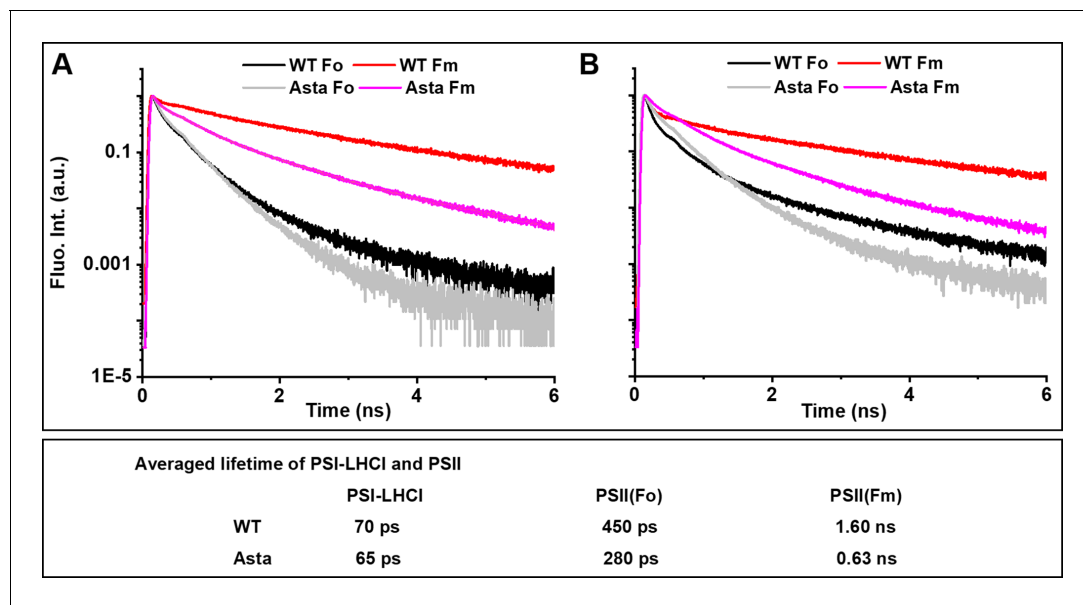 A
WT Fo WT Fm
Asta Fo Asta Fm
B
WT Fo WT Fm
Asta Fo Asta Fm
Fluo. Int. (a.u.)
0.1
0.001
1E-5
0 2 4 6
Time (ns)
0 2 4 6
Time (ns)
Averaged lifetime of PSI-LHCI and PSII
PSI-LHCI PSII(Fo) PSII(Fm)
WT 70 ps 450 ps 1.60 ns
Asta 65 ps 280 ps 0.63 ns